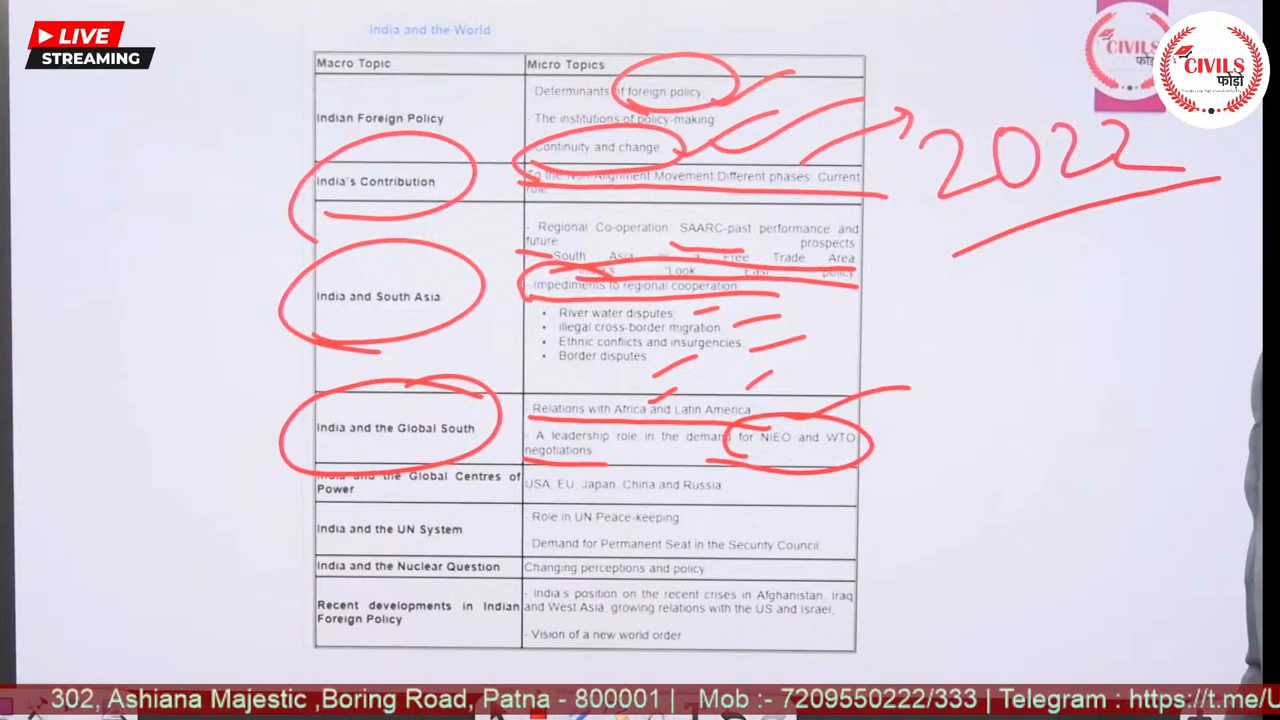 LIVE
STREAMING
India and the World
CIVILS
फोड़ो
CIVILS
फोड़ो
Macro Topic
Micro Topics
Indian Foreign Policy
Determinants of foreign policy
- The institutions of policy-making
- Continuity and change
2022
India's Contribution
To the Non-Alignment Movement Different phases: Current
role
India and South Asia
- Regional Co-operation: SAARC-past performance and
future prospects
South Asia as a Free Trade Area
India's "Look East" policy
- Impediments to regional cooperation
• River water disputes;
• illegal cross-border migration;
• Ethnic conflicts and insurgencies;
• Border disputes
India and the Global South
- Relations with Africa and Latin America
- A leadership role in the demand for NIEO and WTO
negotiations
India and the Global Centres of
Power
USA, EU, Japan, China and Russia
India and the UN System
- Role in UN Peace-keeping
- Demand for Permanent Seat in the Security Council
India and the Nuclear Question
Changing perceptions and policy
Recent developments in Indian
Foreign Policy
- India's position on the recent crises in Afghanistan, Iraq
and West Asia, growing relations with the US and Israel;
- Vision of a new world order
302, Ashiana Majestic ,Boring Road, Patna - 800001 | Mob :- 7209550222/333 | Telegram : https://t.me/U